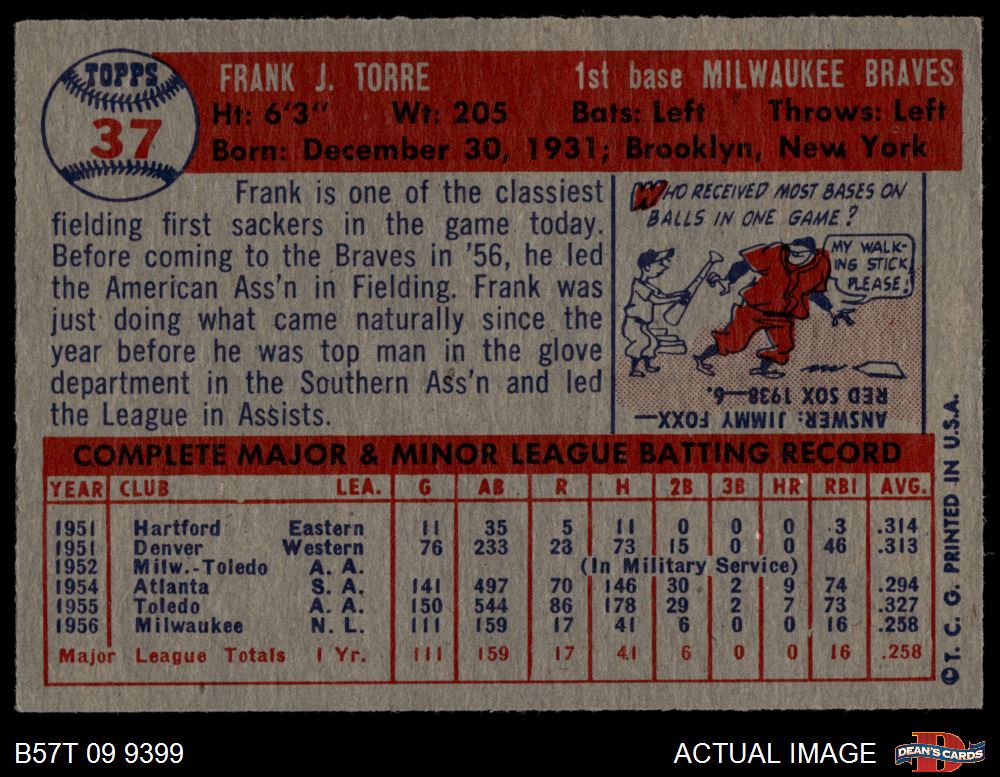 TOPPS
37
FRANK J. TORRE 1st base MILWAUKEE BRAVES
Ht: 6'3" Wt: 205 Bats: Left Throws: Left
Born: December 30, 1931; Brooklyn, New York
Frank is one of the classiest
fielding first sackers in the game today.
Before coming to the Braves in '56, he led
the American Ass'n in Fielding. Frank was
just doing what came naturally since the
year before he was top man in the glove
department in the Southern Ass'n and led
the League in Assists.
WHO RECEIVED MOST BASES ON
BALLS IN ONE GAME?
MY WALK-
ING STICK,
PLEASE!
ANSWER: JIMMY FOXX—
RED SOX 1938—6.
COMPLETE MAJOR & MINOR LEAGUE BATTING RECORD
YEAR CLUB LEA. G AB R H 2B 3B HR RBI AVG.
1951 Hartford Eastern 11 35 5 11 0 0 0 3 .314
1951 Denver Western 76 233 23 73 15 0 0 46 .313
1952 Milw.-Toledo A. A. (In Military Service)
1954 Atlanta S. A. 141 497 70 146 30 2 9 74 .294
1955 Toledo A. A. 150 544 86 178 29 2 7 73 .327
1956 Milwaukee N. L. 111 159 17 41 6 0 0 16 .258
Major League Totals 1 Yr. 111 159 17 41 6 0 0 16 .258
©T. C. G. PRINTED IN U.S.A.
B57T 09 9399
ACTUAL IMAGE
DEAN'S CARDS